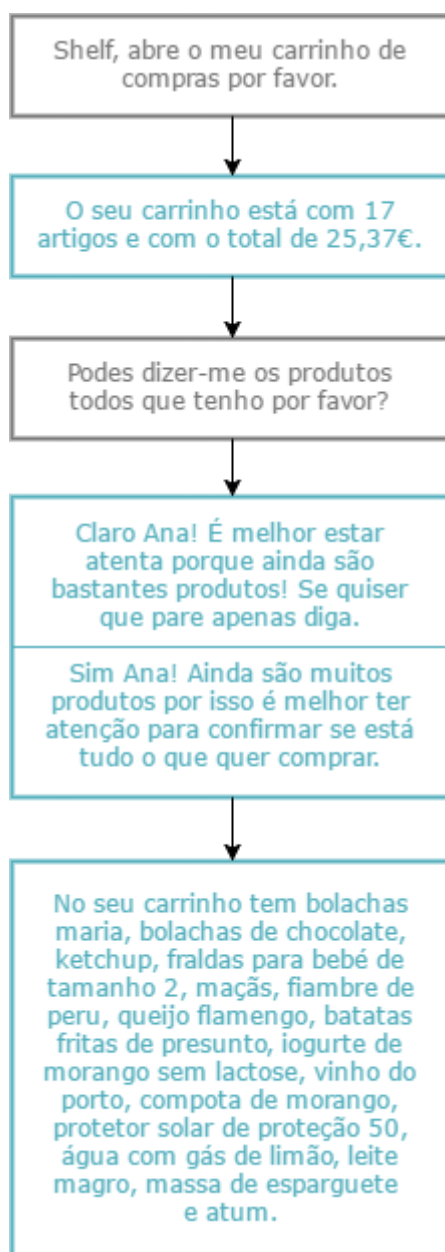 Shelf, abre o meu carrinho de
compras por favor.
O seu carrinho está com 17
artigos e com o total de 25,37€.
Podes dizer-me os produtos
todos que tenho por favor?
Claro Ana! É melhor estar
atenta porque ainda são
bastantes produtos! Se quiser
que pare apenas diga.
Sim Ana! Ainda são muitos
produtos por isso é melhor ter
atenção para confirmar se está
tudo o que quer comprar.
No seu carrinho tem bolachas
maria, bolachas de chocolate,
ketchup, fraldas para bebé de
tamanho 2, maçãs, fiambre de
peru, queijo flamengo, batatas
fritas de presunto, iogurte de
morango sem lactose, vinho do
porto, compota de morango,
protetor solar de proteção 50,
água com gás de limão, leite
magro, massa de esparguete
e atum.